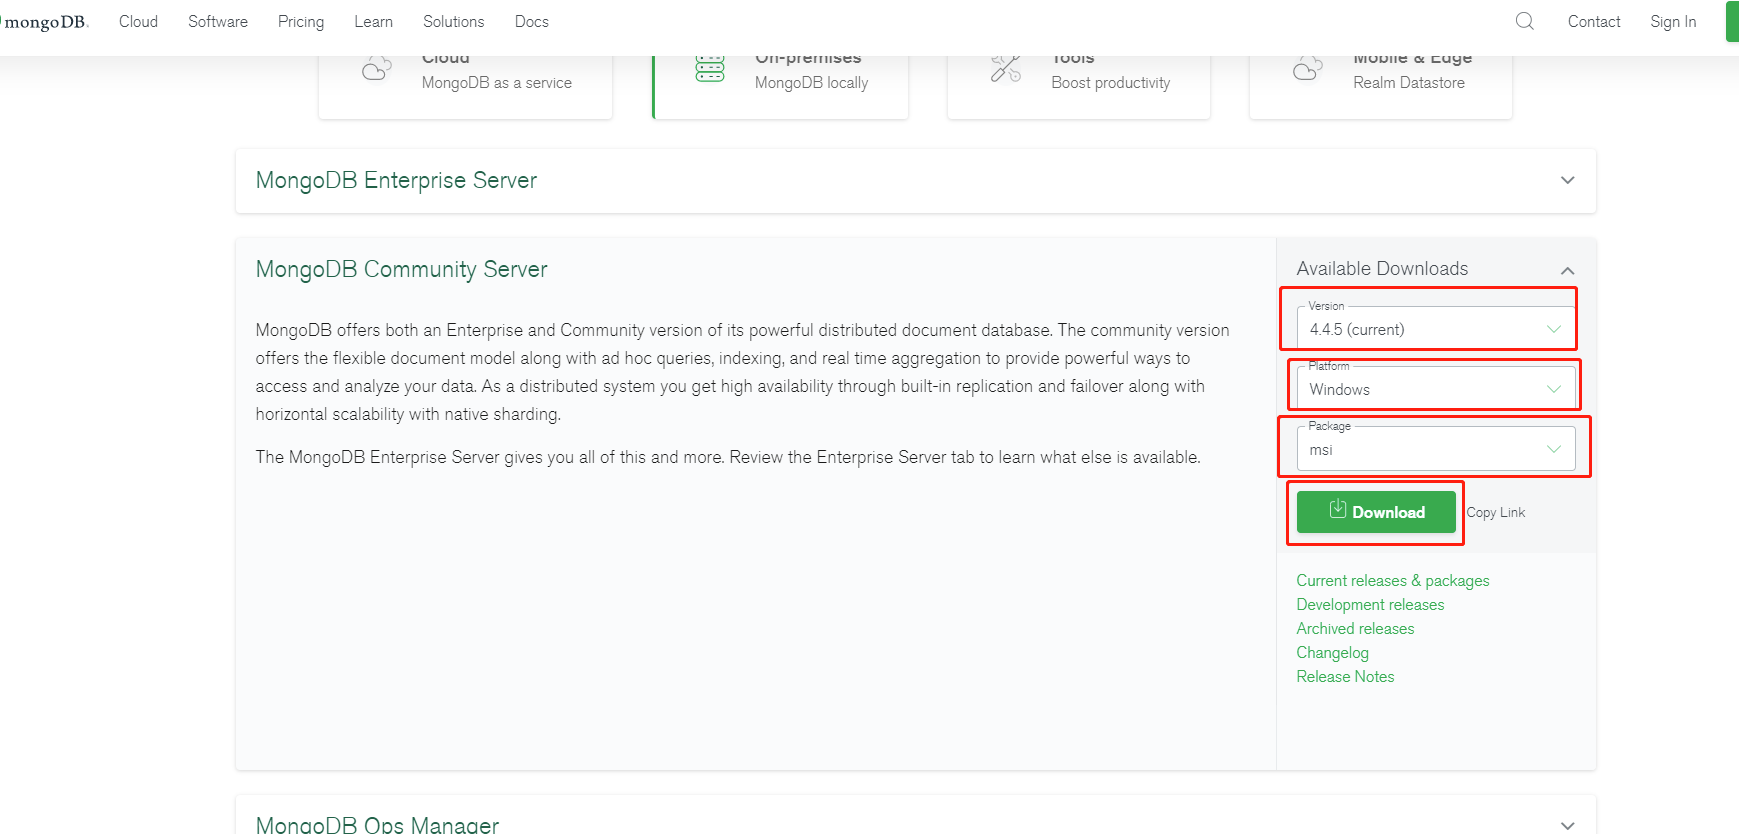 mongoDB.
Cloud
Software
Pricing
Learn
Solutions
Docs
Contact
Sign In
Cloud
MongoDB as a service
On-premises
MongoDB locally
Tools
Boost productivity
Mobile & Edge
Realm Datastore
MongoDB Enterprise Server
MongoDB Community Server
MongoDB offers both an Enterprise and Community version of its powerful distributed document database. The community version
offers the flexible document model along with ad hoc queries, indexing, and real time aggregation to provide powerful ways to
access and analyze your data. As a distributed system you get high availability through built-in replication and failover along with
horizontal scalability with native sharding.
The MongoDB Enterprise Server gives you all of this and more. Review the Enterprise Server tab to learn what else is available.
Available Downloads
Version
4.4.5 (current)
Platform
Windows
Package
msi
Download
Copy Link
Current releases & packages
Development releases
Archived releases
Changelog
Release Notes
MongoDB Ops Manager